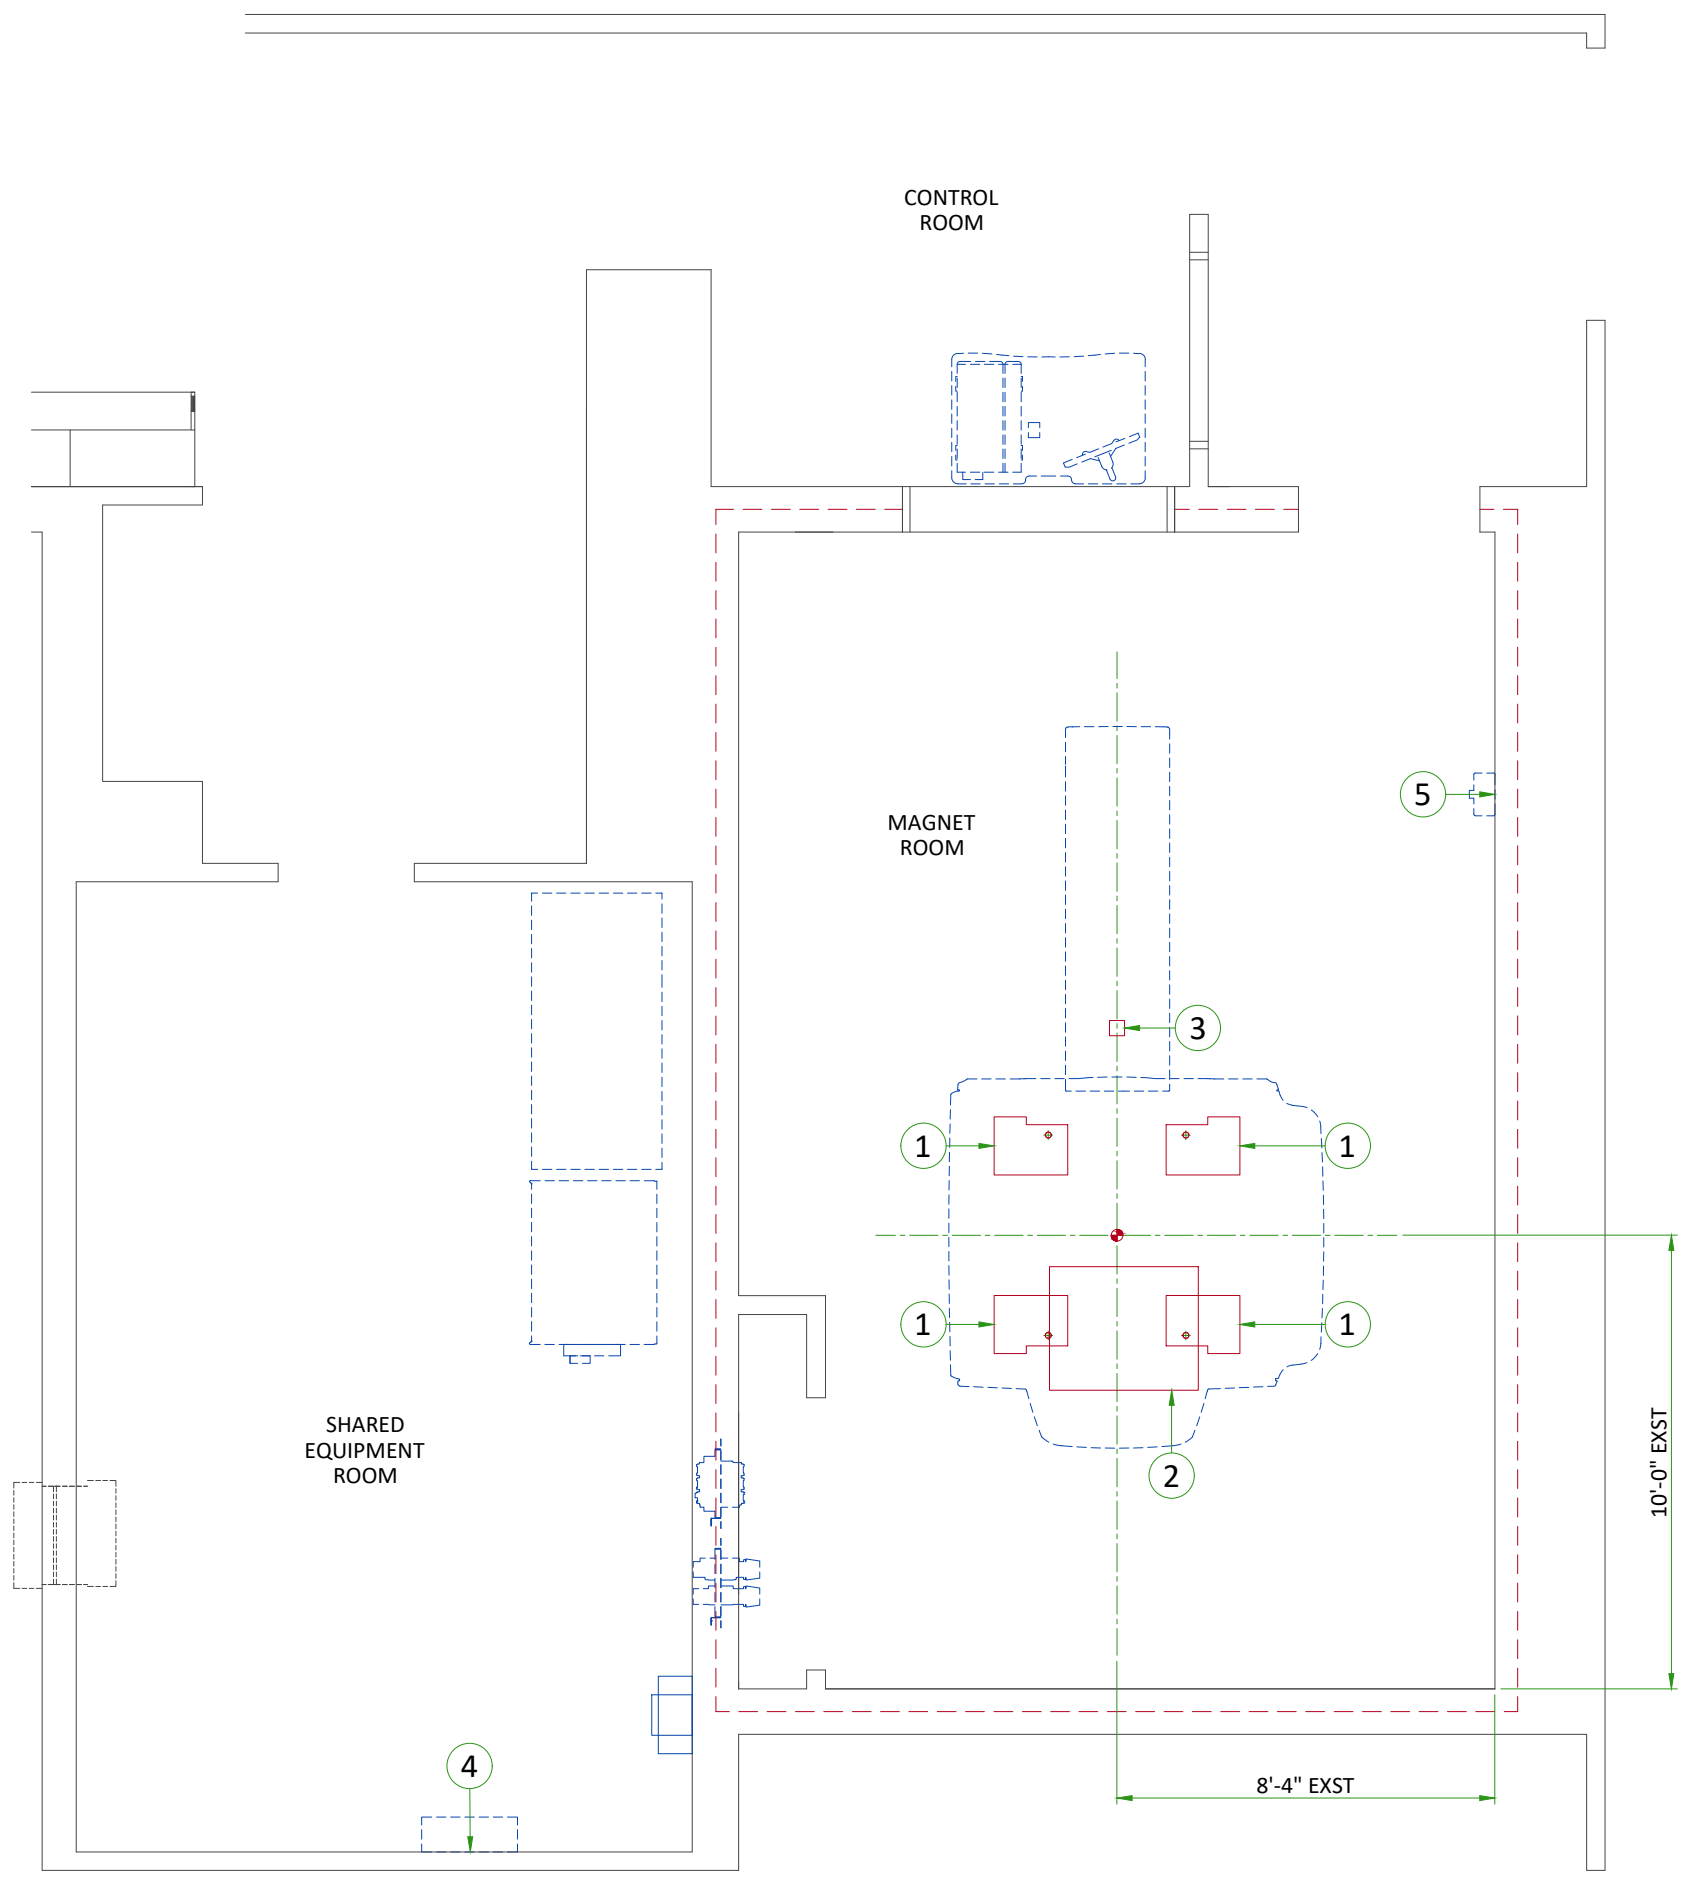 CONTROL
ROOM
5
MAGNET
ROOM
3
1
1
1
1
SHARED
EQUIPMENT
ROOM
2
10'-0" EXST
4
8'-4" EXST